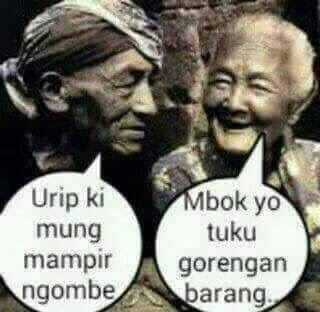 Urip ki
mung
mampir
ngombe
Mbok yo
tuku
gorengan
barang..